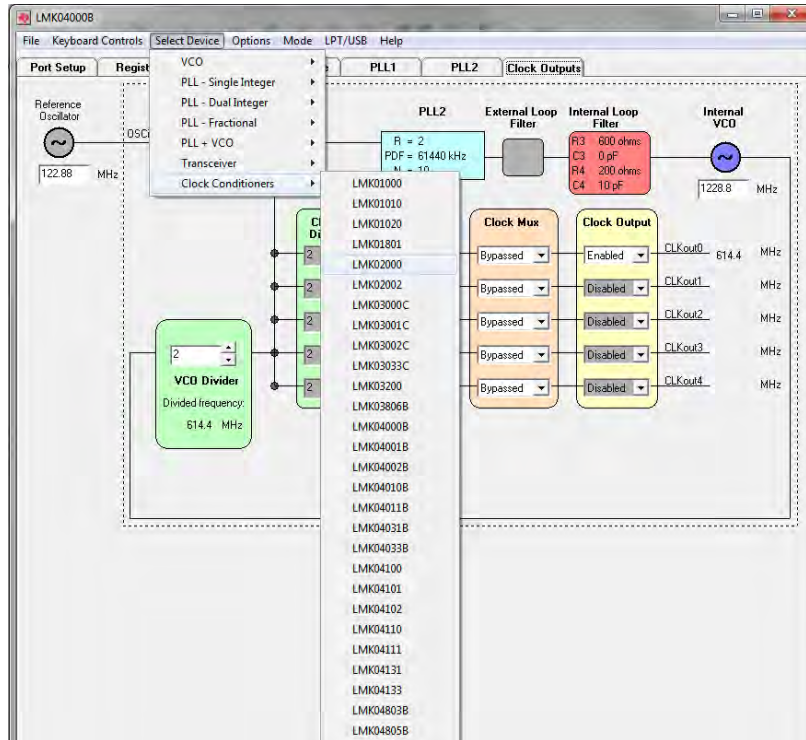 LMK04000B
File Keyboard Controls Select Device Options Mode LPT/USB Help
Port Setup Regist PLL1 PLL2 Clock Outputs
VCO
PLL - Single Integer
PLL - Dual Integer
PLL - Fractional
PLL + VCO
Transceiver
Clock Conditioners
Reference
Oscillator
122.88 MHz
OSCi
PLL2
R = 2
PDF = 61440 kHz
N = 10
External Loop
Filter
Internal Loop
Filter
R3 600 ohms
C3 0 pF
R4 200 ohms
C4 10 pF
Internal
VCO
1228.8 MHz
LMK01000
LMK01010
LMK01020
LMK01801
LMK02000
LMK02002
LMK03000C
LMK03001C
LMK03002C
LMK03033C
LMK03200
LMK03806B
LMK04000B
LMK04001B
LMK04002B
LMK04010B
LMK04011B
LMK04031B
LMK04033B
LMK04100
LMK04101
LMK04102
LMK04110
LMK04111
LMK04131
LMK04133
LMK04803B
LMK04805B
Cl
Di
2
2
2
2
2
Clock Mux
Bypassed
Bypassed
Bypassed
Bypassed
Bypassed
Clock Output
Enabled CLKout0 614.4 MHz
Disabled CLKout1 MHz
Disabled CLKout2 MHz
Disabled CLKout3 MHz
Disabled CLKout4 MHz
2
VCO Divider
Divided frequency:
614.4 MHz